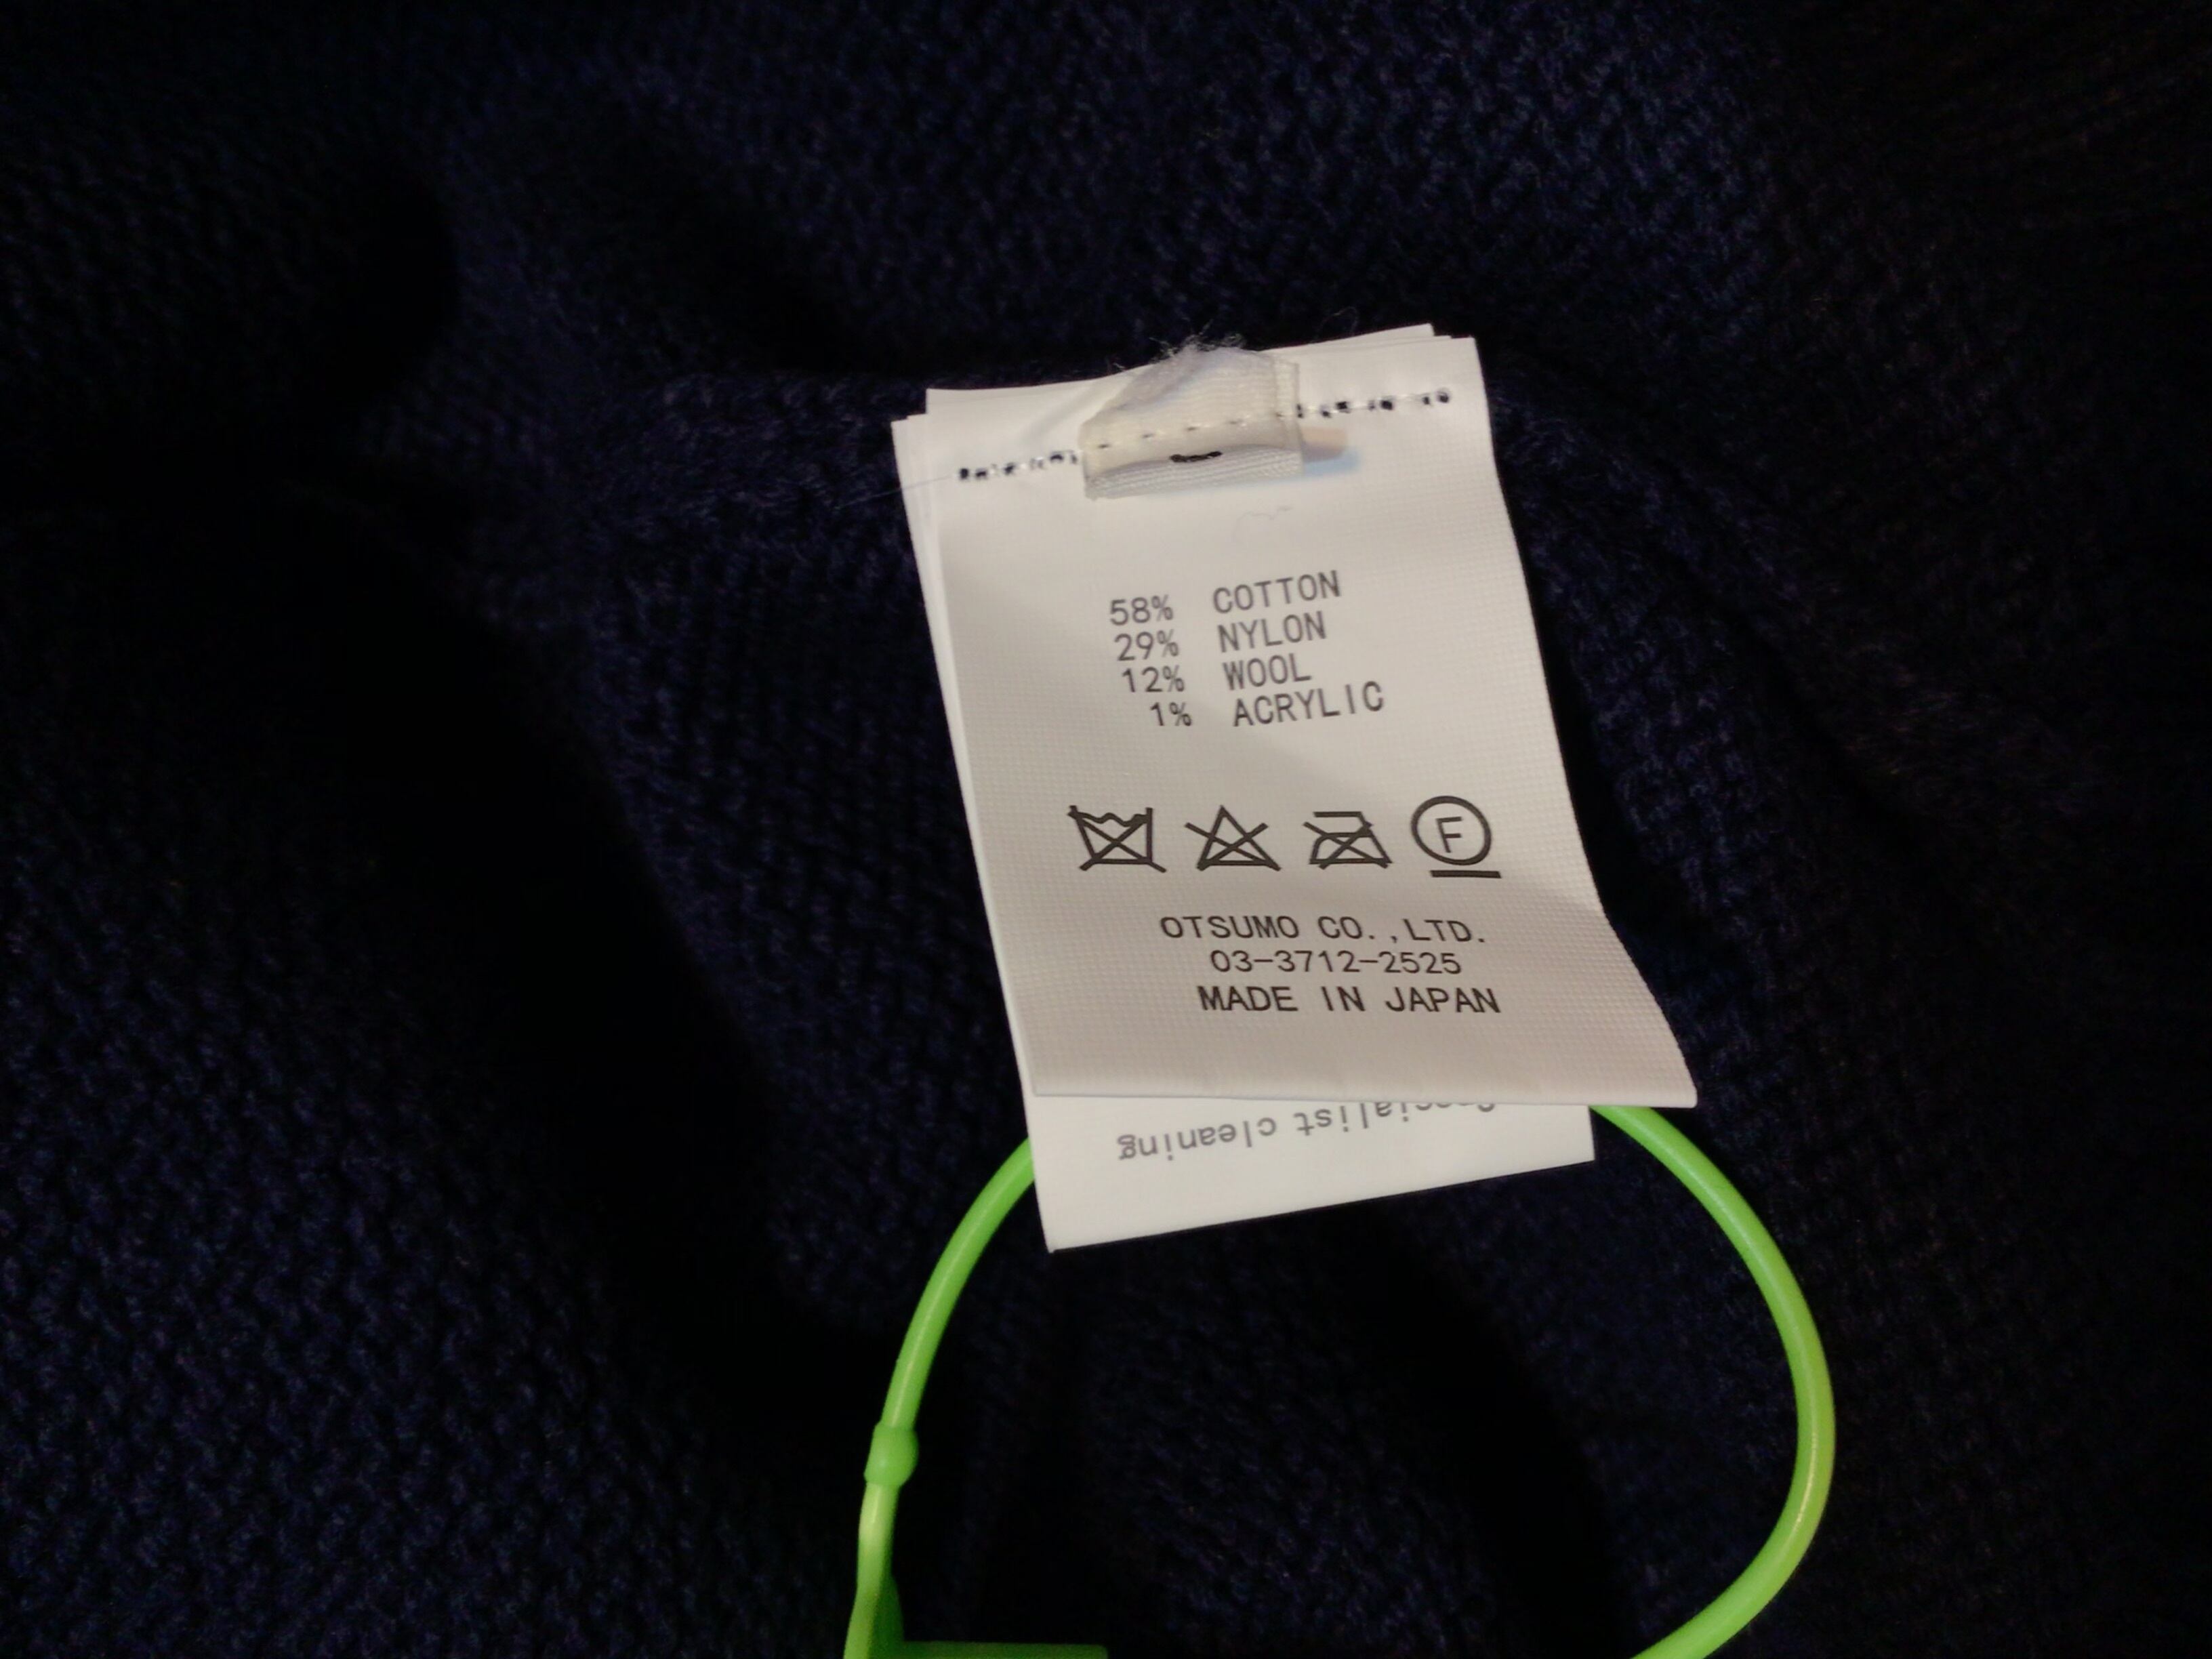 58% COTTON
29% NYLON
12% WOOL
1% ACRYLIC
F
OTSUMO CO.,LTD.
03-3712-2525
MADE IN JAPAN
Specialist cleaning